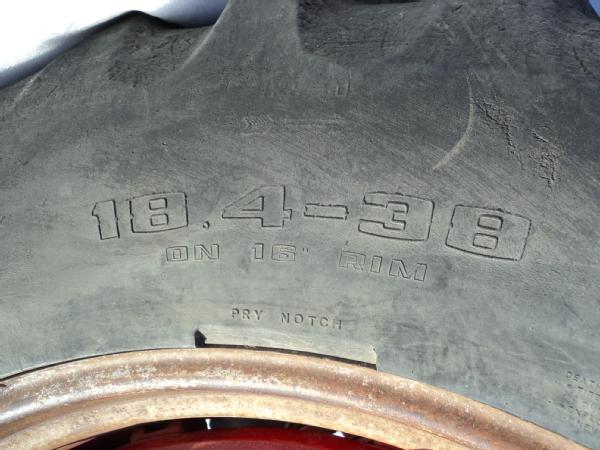 18.4-38
ON 16" RIM
PRY NOTCH